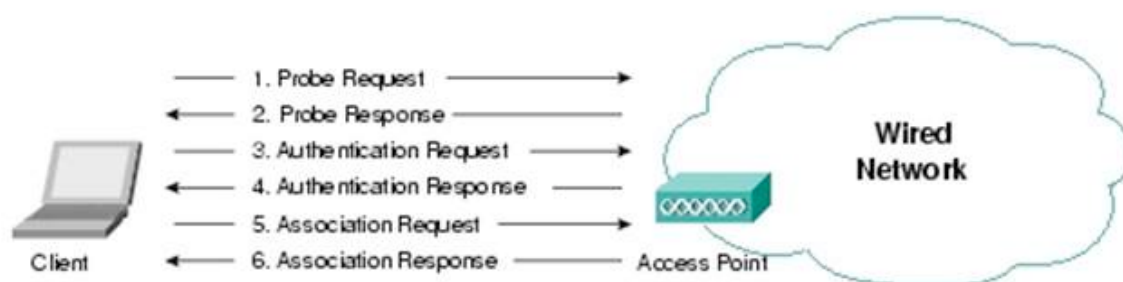 1. Probe Request
2. Probe Response
3. Authentication Request
4. Authentication Response
5. Association Request
6. Association Response
Client
Access Point
Wired
Network